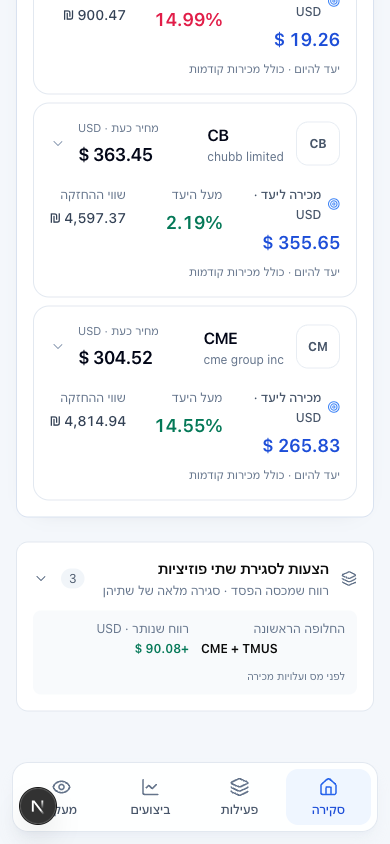 ₪ 900.47
14.99%
USD
$ 19.26
יעד להיום · כולל מכירות קודמות
CB
CB
chubb limited
מחיר כעת · USD
$ 363.45
מכירה ליעד ·
USD
$ 355.65
מעל היעד
2.19%
שווי ההחזקה
₪ 4,597.37
יעד להיום · כולל מכירות קודמות
CM
CME
cme group inc
מחיר כעת · USD
$ 304.52
מכירה ליעד ·
USD
$ 265.83
מעל היעד
14.55%
שווי ההחזקה
₪ 4,814.94
יעד להיום · כולל מכירות קודמות
הצעות לסגירת שתי פוזיציות
רווח שמכסה הפסד · סגירה מלאה של שתיהן
3
החלופה הראשונה
CME + TMUS
רווח שנותר · USD
$ 90.08+
לפני מס ועלויות מכירה
סקירה
פעילות
ביצועים
מעק
N